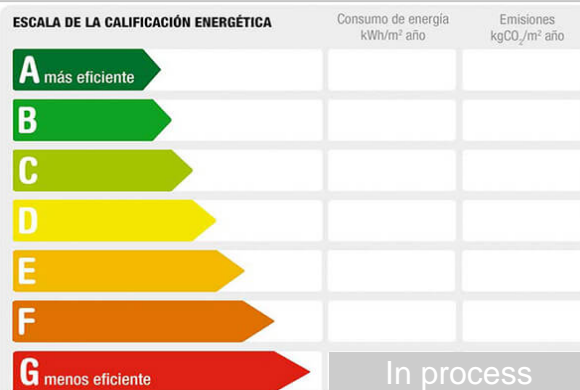 ESCALA DE LA CALIFICACIÓN ENERGÉTICA
Consumo de energía
kWh/m² año
Emisiones
kgCO₂/m² año
A más eficiente
B
C
D
E
F
G menos eficiente
In process